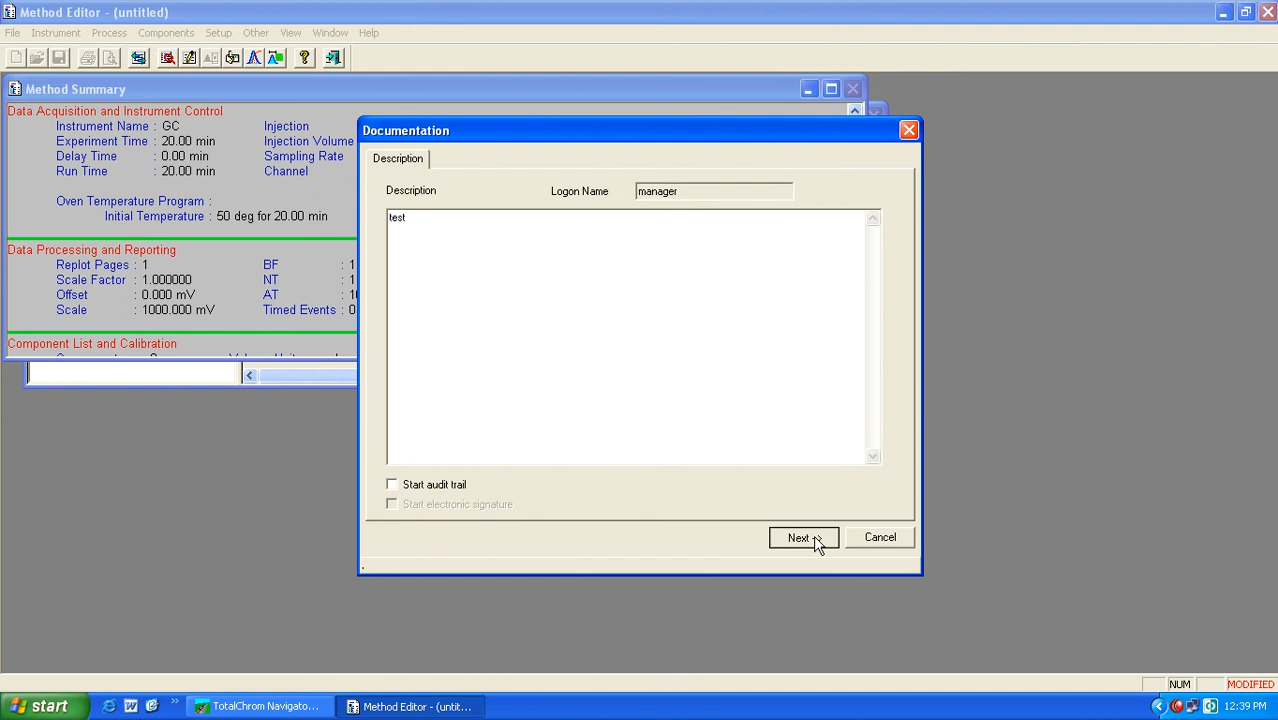 Method Editor - (untitled)
File Instrument Process Components Setup Other View Window Help
Method Summary
Data Acquisition and Instrument Control
Instrument Name : GC Injection
Experiment Time : 20.00 min Injection Volume
Delay Time : 0.00 min Sampling Rate
Run Time : 20.00 min Channel
Oven Temperature Program :
Initial Temperature : 50 deg for 20.00 min
Data Processing and Reporting
Replot Pages : 1 BF : 1
Scale Factor : 1.000000 NT : 1
Offset : 0.000 mV AT
Scale : 1000.000 mV Timed Events : 0
Component List and Calibration
Documentation
Description
Description Logon Name manager
test
Start audit trail
Start electronic signature
Next Cancel
NUM MODIFIED
start TotalChrom Navigato... Method Editor - (untit... 12:39 PM